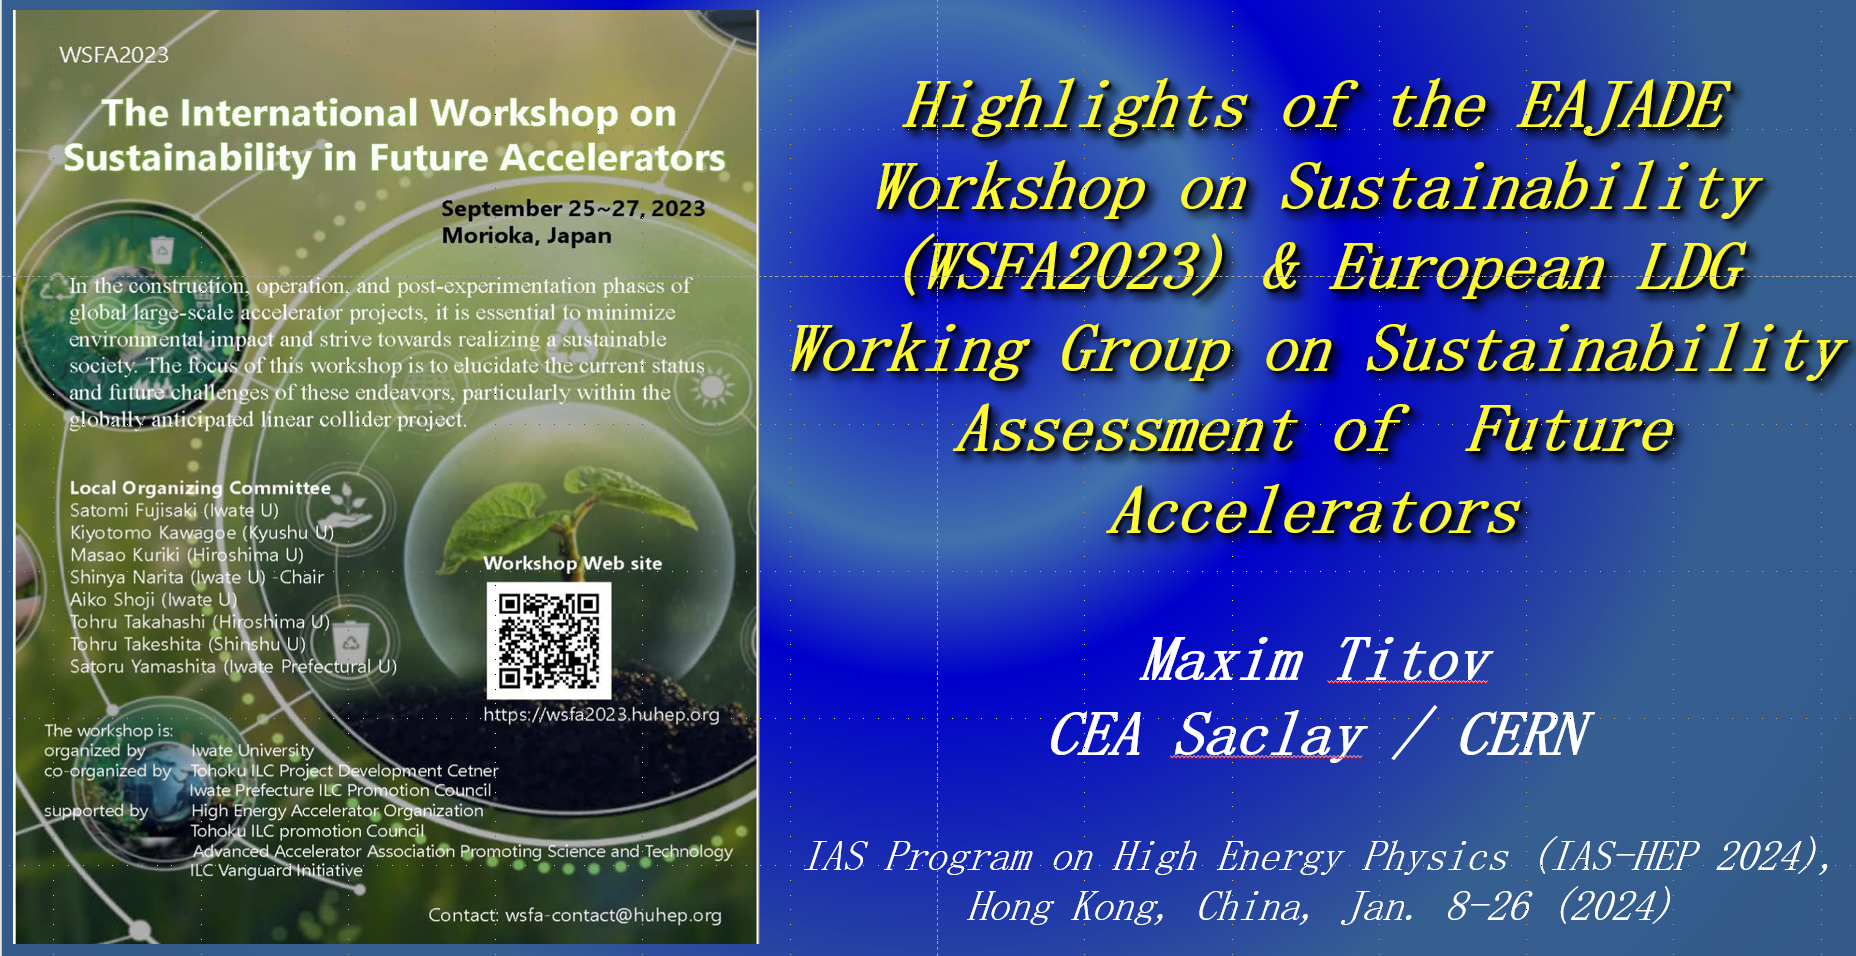 WSFA2023
The International Workshop on
Sustainability in Future Accelerators
September 25~27, 2023
Morioka, Japan
In the construction, operation, and post-experimentation phases of
global large-scale accelerator projects, it is essential to minimize
environmental impact and strive towards realizing a sustainable
society. The focus of this workshop is to elucidate the current status
and future challenges of these endeavors, particularly within the
globally anticipated linear collider project.
Local Organizing Committee
Satomi Fujisaki (Iwate U)
Kiyotomo Kawagoe (Kyushu U)
Masao Kuriki (Hiroshima U)
Shinya Narita (Iwate U) -Chair
Aiko Shoji (Iwate U)
Tohru Takahashi (Hiroshima U)
Tohru Takeshita (Shinshu U)
Satoru Yamashita (Iwate Prefectural U)
Workshop Web site
https://wsfa2023.huhep.org
The workshop is:
organized by Iwate University
co-organized by Tohoku ILC Project Development Cetner
Iwate Prefecture ILC Promotion Council
supported by High Energy Accelerator Organization
Tohoku ILC promotion Council
Advanced Accelerator Association Promoting Science and Technology
ILC Vanguard Initiative
Contact: wsfa-contact@huhep.org
Highlights of the EAJADE
Workshop on Sustainability
(WSFA2023) & European LDG
Working Group on Sustainability
Assessment of Future
Accelerators
Maxim Titov
CEA Saclay / CERN
IAS Program on High Energy Physics (IAS-HEP 2024),
Hong Kong, China, Jan. 8-26 (2024)